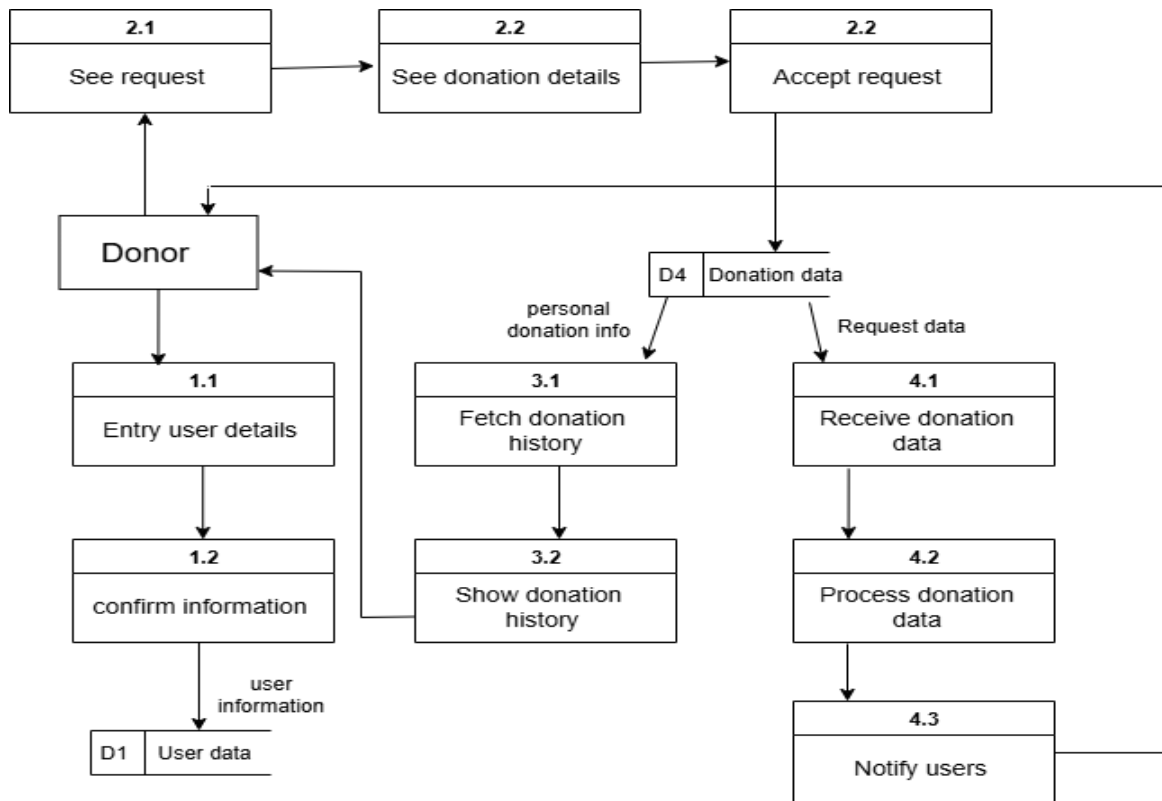 2.1
See request
2.2
See donation details
2.2
Accept request
Donor
D4
Donation data
personal
donation info
Request data
1.1
Entry user details
3.1
Fetch donation
history
4.1
Receive donation
data
1.2
confirm information
3.2
Show donation
history
4.2
Process donation
data
user
information
D1
User data
4.3
Notify users